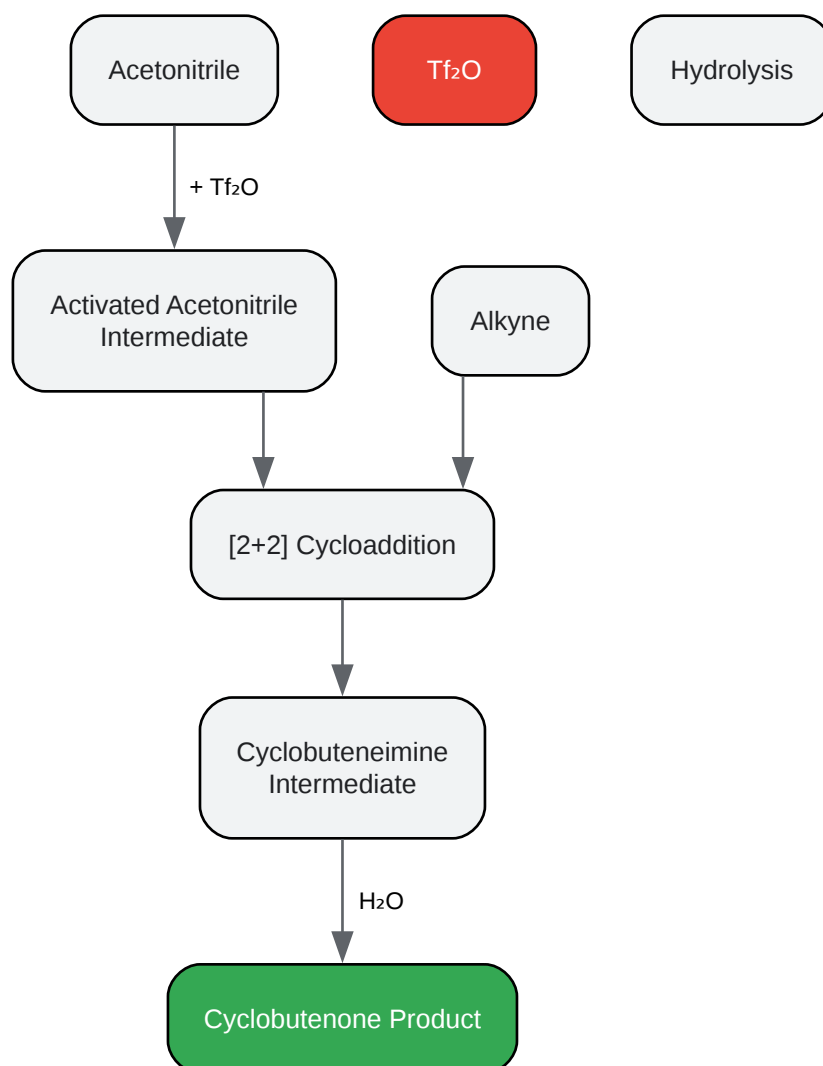 Acetonitrile
Tf₂O
Hydrolysis
+ Tf₂O
Activated Acetonitrile
Intermediate
Alkyne
[2+2] Cycloaddition
Cyclobuteneimine
Intermediate
H₂O
Cyclobutenone Product